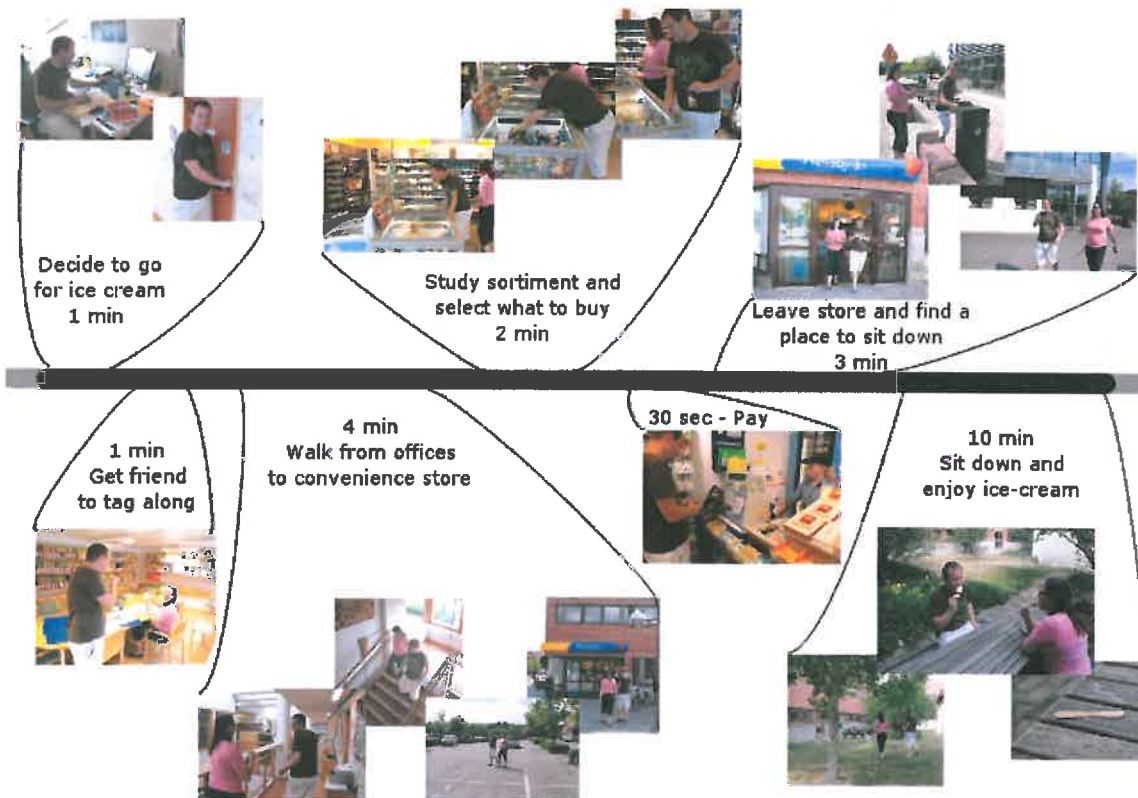 Decide to go
for ice cream
1 min
Study sortiment and
select what to buy
2 min
Leave store and find a
place to sit down
3 min
1 min
Get friend
to tag along
4 min
Walk from offices
to convenience store
30 sec - Pay
10 min
Sit down and
enjoy ice-cream